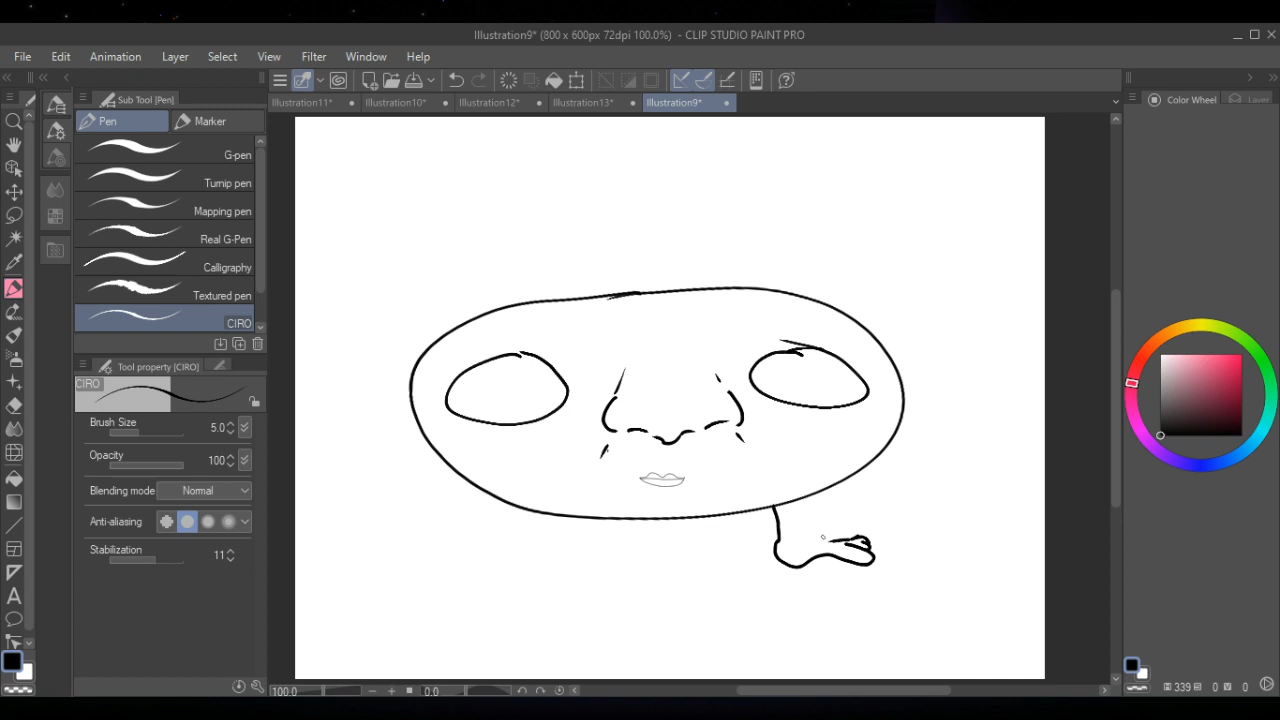 Illustration9* (800 x 600px 72dpi 100.0%) - CLIP STUDIO PAINT PRO
File Edit Animation Layer Select View Filter Window Help
Sub Tool [Pen]
Illustration11* Illustration10* Illustration12* Illustration13* Illustration9*
Color Wheel Layer
Pen Marker
G-pen
Turnip pen
Mapping pen
Real G-Pen
Calligraphy
Textured pen
CIRO
Tool property [CIRO]
CIRO
Brush Size 5.0
Opacity 100
Blending mode Normal
Anti-aliasing
Stabilization 11
100.0 0.0
339 0 0